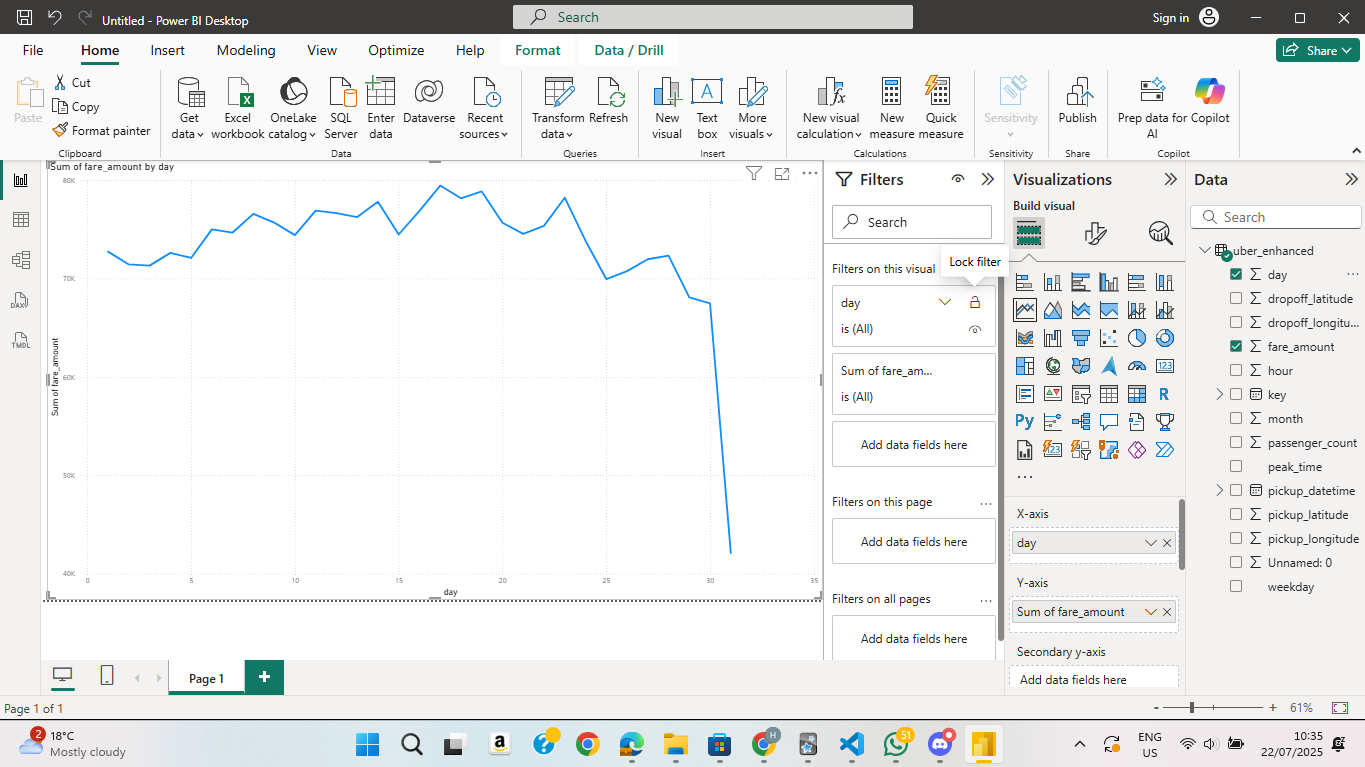 Untitled - Power BI Desktop
Search
Sign in
File
Home
Insert
Modeling
View
Optimize
Help
Format
Data / Drill
Share
Paste
Cut
Copy
Format painter
Clipboard
Get data
Excel workbook
OneLake catalog
SQL Server
Enter data
Dataverse
Recent sources
Data
Transform data
Refresh
Queries
New visual
Text box
More visuals
Insert
New visual calculation
New measure
Quick measure
Calculations
Sensitivity
Sensitivity
Publish
Share
Prep data for AI
Copilot
Copilot
DAX
TMDL
Sum of fare_amount by day
80K
70K
60K
50K
40K
Sum of fare_amount
0
5
10
15
20
25
30
35
day
Filters
Search
Lock filter
Filters on this visual
day
is (All)
Sum of fare_am...
is (All)
Add data fields here
Filters on this page
...
Add data fields here
Filters on all pages
...
Add data fields here
Visualizations
Build visual
123
R
Py
123
...
X-axis
day
Y-axis
Sum of fare_amount
Secondary y-axis
Add data fields here
Data
Search
uber_enhanced
day
...
dropoff_latitude
dropoff_longitu...
fare_amount
hour
key
month
passenger_count
peak_time
pickup_datetime
pickup_latitude
pickup_longitude
Unnamed: 0
weekday
Page 1
+
Page 1 of 1
-
+
61%
2
18°C
Mostly cloudy
a
H
51
ENG
US
10:35
22/07/2025